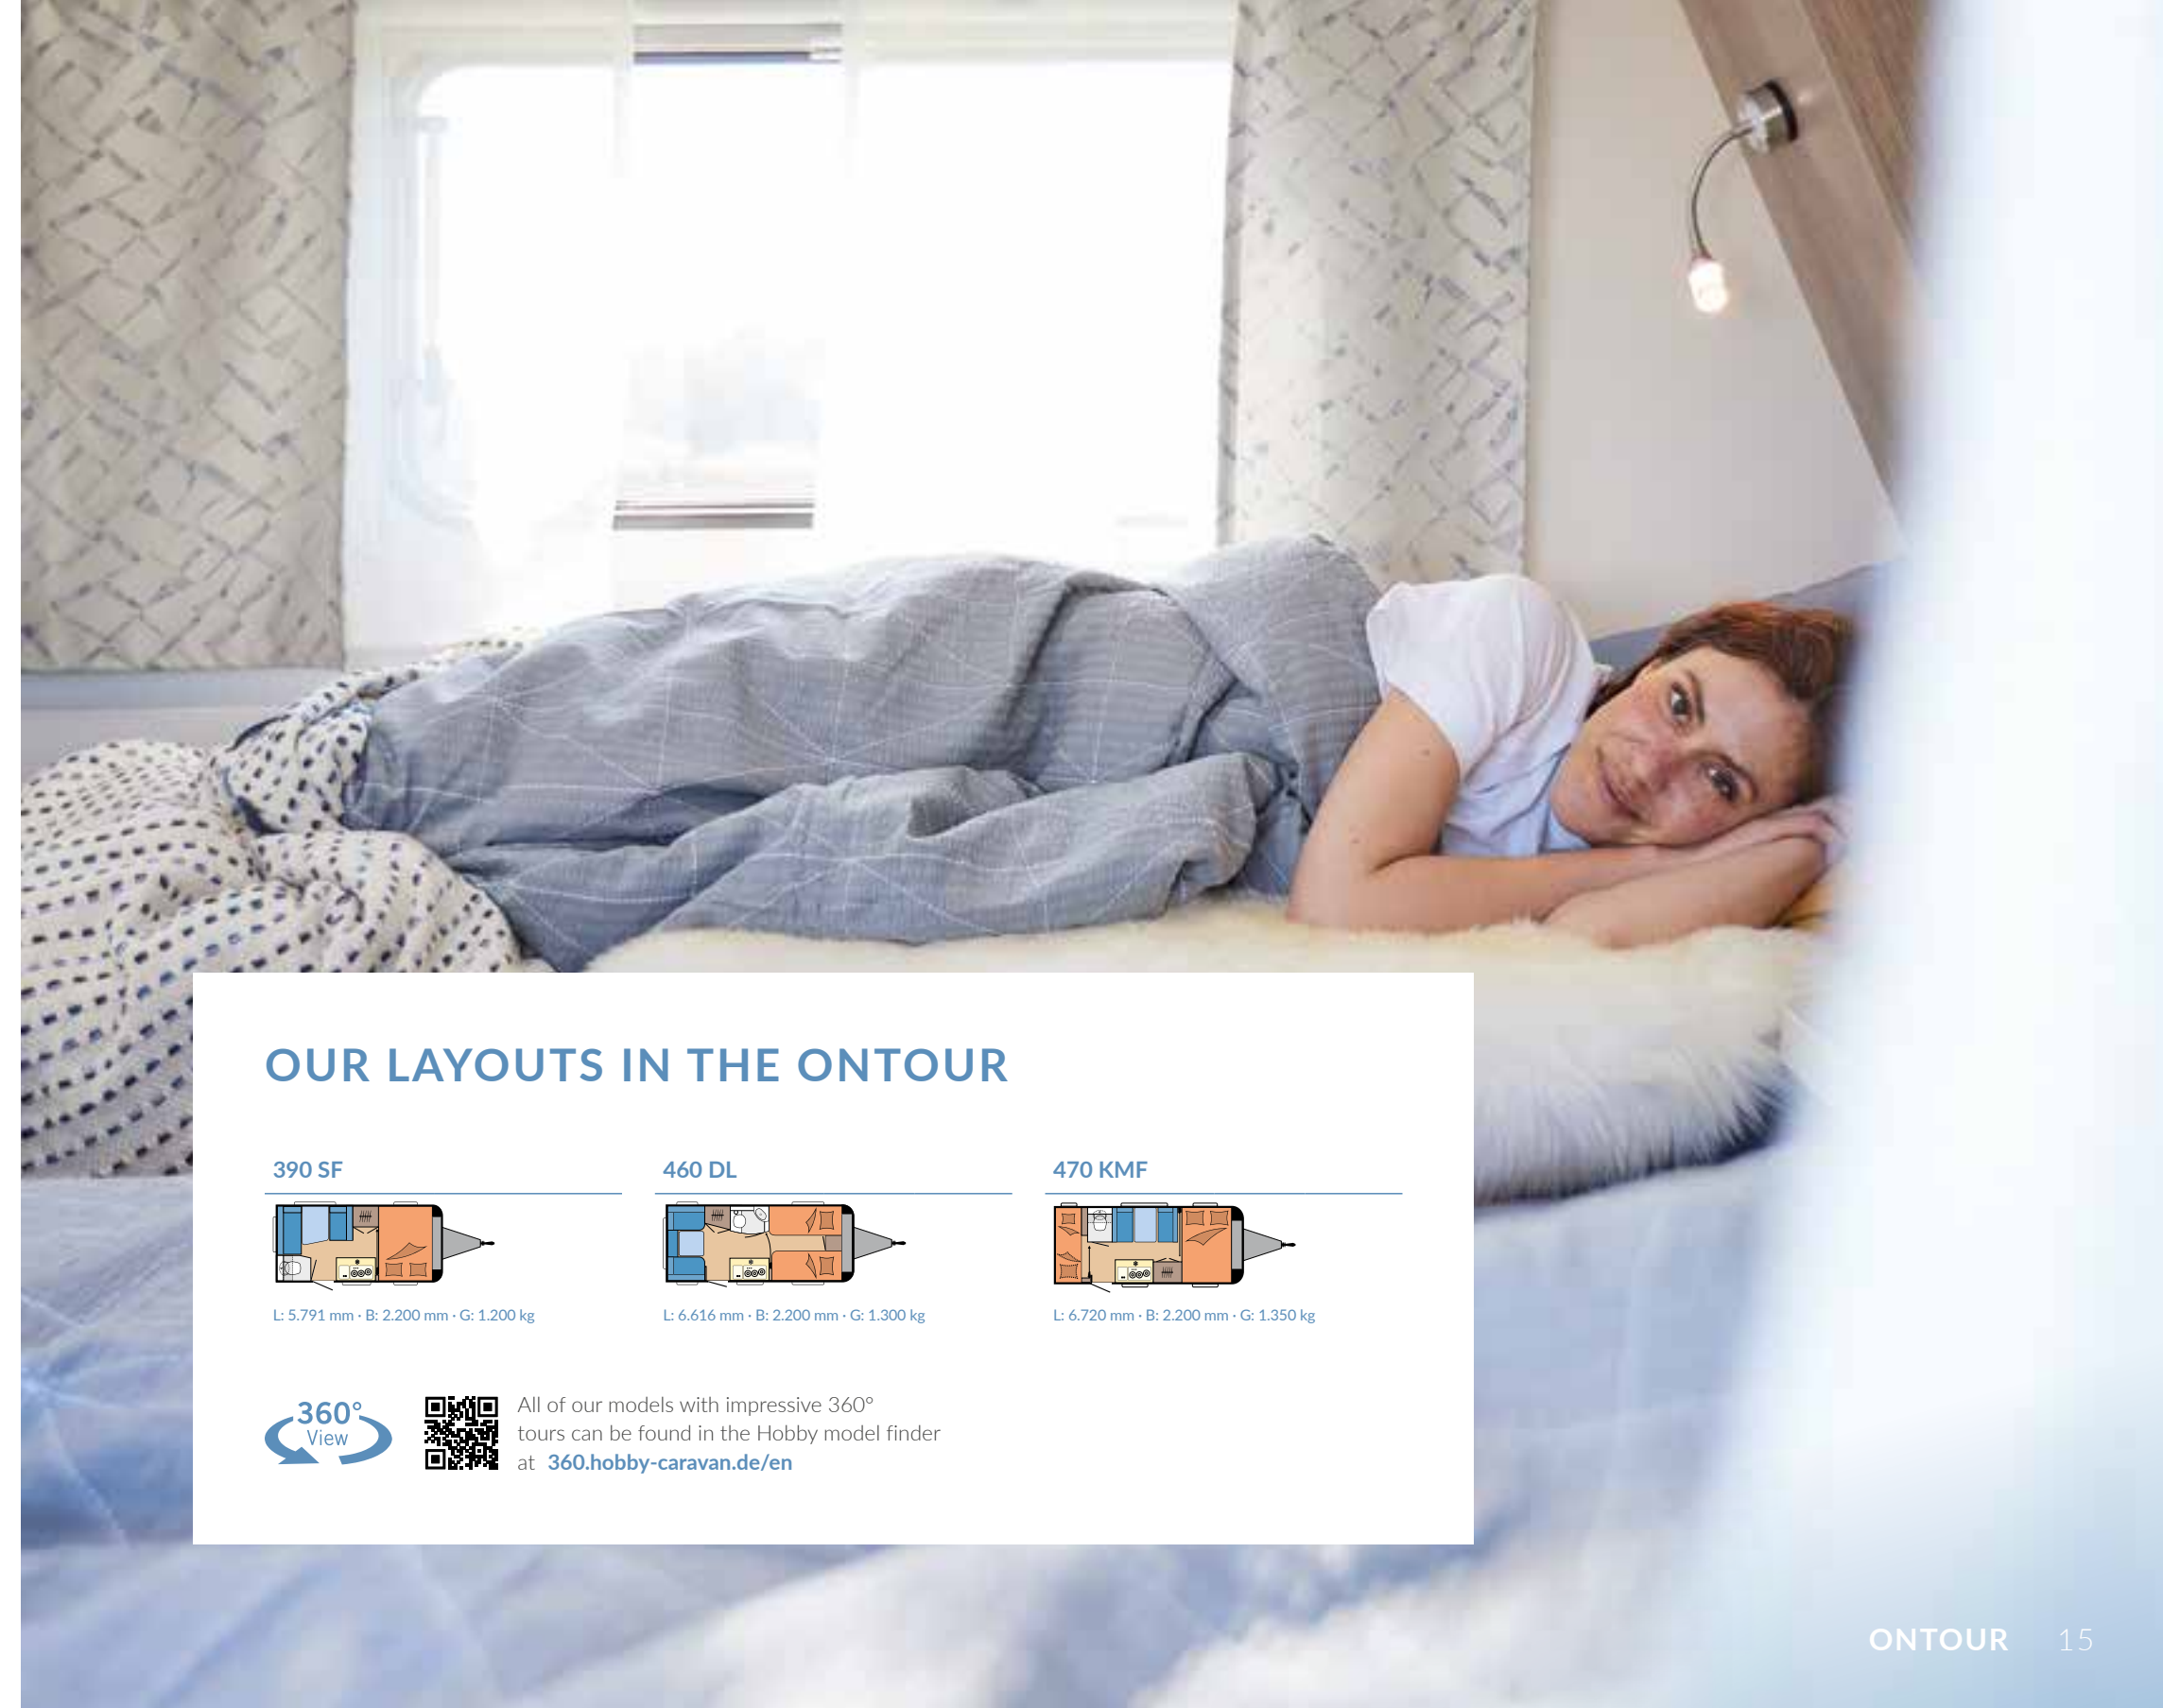 OUR LAYOUTS IN THE ONTOUR
390 SF
460 DL
470 KMF
L: 5.791 mm · B: 2.200 mm · G: 1.200 kg
L: 6.616 mm · B: 2.200 mm · G: 1.300 kg
L: 6.720 mm · B: 2.200 mm · G: 1.350 kg
360°
View
All of our models with impressive 360°
tours can be found in the Hobby model finder
at 360.hobby-caravan.de/en
ONTOUR 15